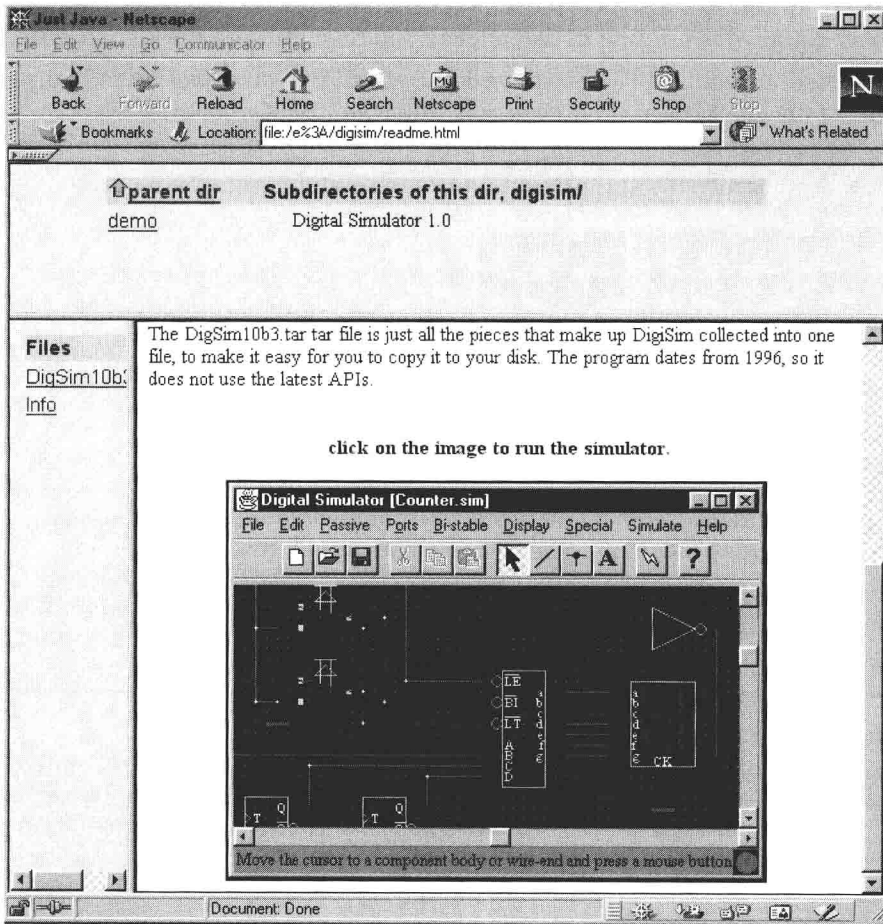 Just Java - Netscape
File Edit View Go Communicator Help
Back Forward Reload Home Search Netscape Print Security Shop Stop
My
N
Bookmarks Location: file:/e%3A/digisim/readme.html What's Related
parent dir Subdirectories of this dir, digisim/
demo Digital Simulator 1.0
Files
DigSim10b3
Info
The DigSim10b3.tar tar file is just all the pieces that make up DigiSim collected into one
file, to make it easy for you to copy it to your disk. The program dates from 1996, so it
does not use the latest APIs.
click on the image to run the simulator.
Digital Simulator [Counter.sim]
File Edit Passive Ports Bi-stable Display Special Simulate Help
A ?
LE a
BI b
c
LT d
e
A f
B g
C
D
a
b
c
d
e
f
g
CK
Q
T
Q
T
Move the cursor to a component body or wire-end and press a mouse button
Document: Done